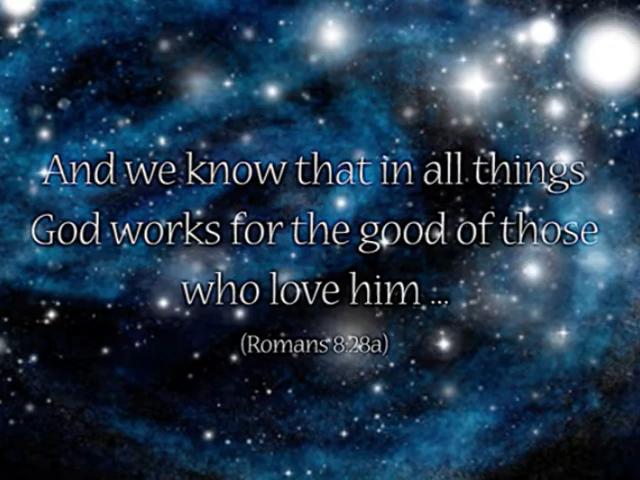 And we know that in all things
God works for the good of those
who love him ...
(Romans 8:28a)